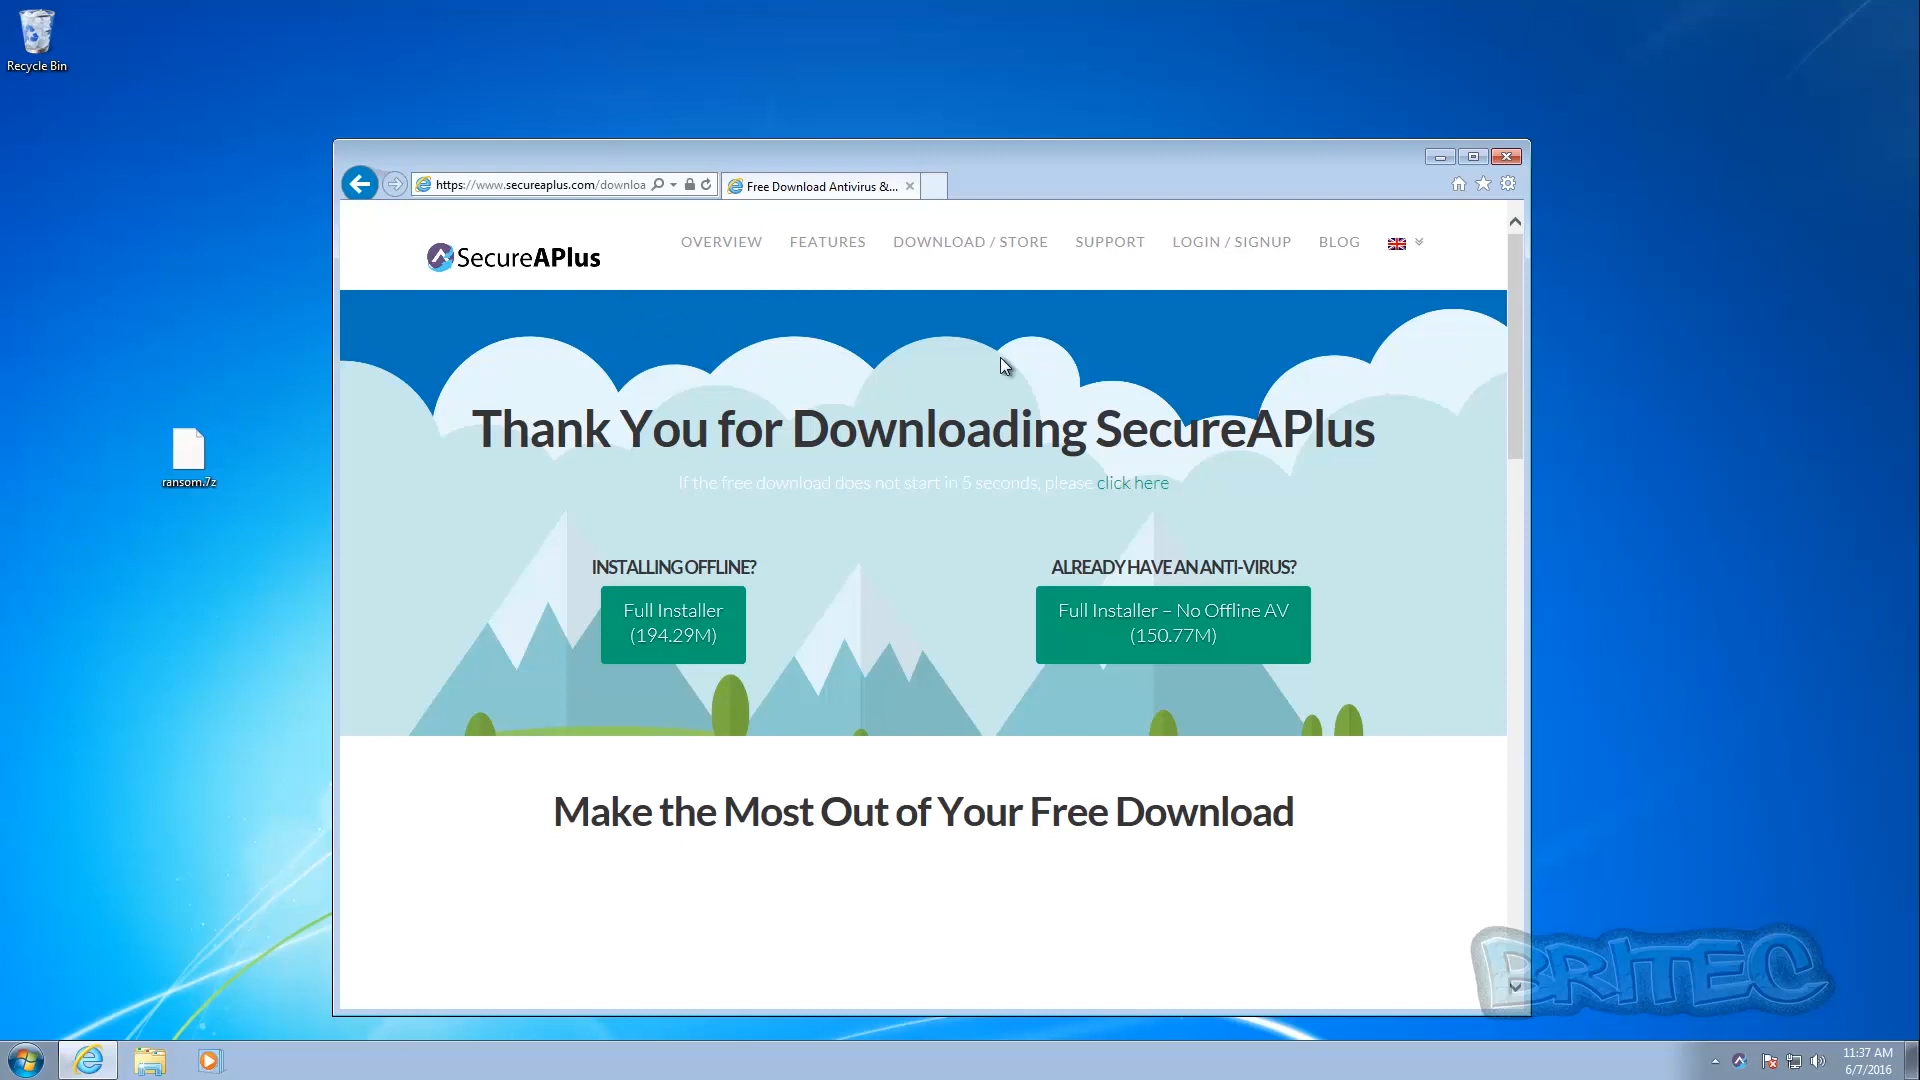 Recycle Bin
ransom.7z
https://www.secureaplus.com/downloa
Free Download Antivirus &...
SecureAPlus
OVERVIEW
FEATURES
DOWNLOAD / STORE
SUPPORT
LOGIN / SIGNUP
BLOG
Thank You for Downloading SecureAPlus
If the free download does not start in 5 seconds, please click here
INSTALLING OFFLINE?
Full Installer
(194.29M)
ALREADY HAVE AN ANTI-VIRUS?
Full Installer – No Offline AV
(150.77M)
Make the Most Out of Your Free Download
BRITEC
11:37 AM
6/7/2016